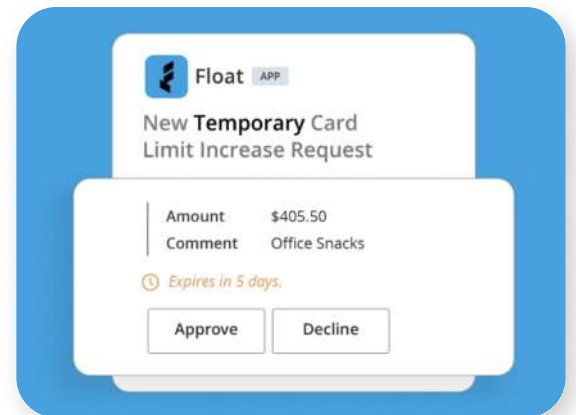 Float APP
New Temporary Card
Limit Increase Request
Amount $405.50
Comment Office Snacks
Expires in 5 days.
Approve Decline